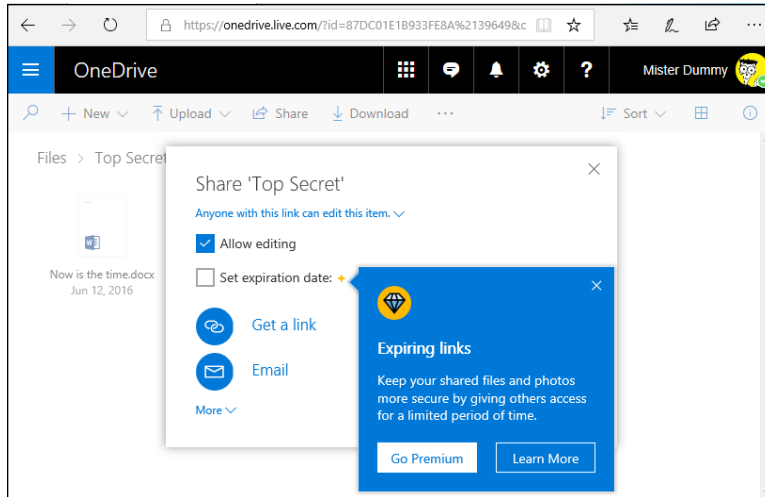 https://onedrive.live.com/?id=87DC01E1B933FE8A%2139649&c
OneDrive
?
Mister Dummy
New
Upload
Share
Download
...
Sort
Files > Top Secret
Share 'Top Secret'
Anyone with this link can edit this item.
Allow editing
Set expiration date:
Get a link
Email
More
Now is the time.docx
Jun 12, 2016
Expiring links
Keep your shared files and photos
more secure by giving others access
for a limited period of time.
Go Premium
Learn More